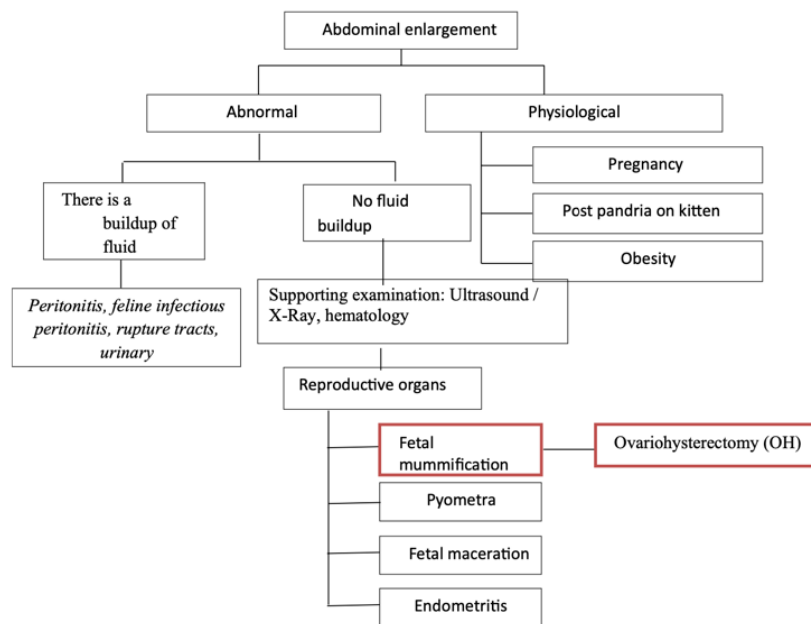 Abdominal enlargement
Abnormal
Physiological
There is a
buildup of
fluid
No fluid
buildup
Pregnancy
Post pandria on kitten
Obesity
Peritonitis, feline infectious
peritonitis, rupture tracts,
urinary
Supporting examination: Ultrasound /
X-Ray, hematology
Reproductive organs
Fetal
mummification
Ovariohysterectomy (OH)
Pyometra
Fetal maceration
Endometritis